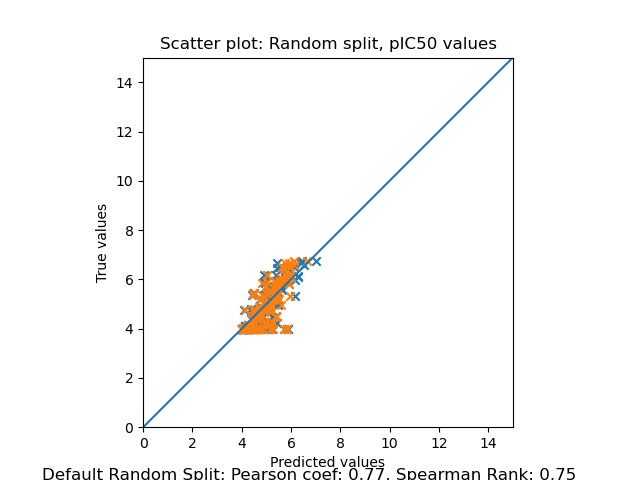 Scatter plot: Random split, pIC50 values
14
12
10
8
6
4
2
0
True values
0 2 4 6 8 10 12 14
Predicted values
Default Random Split: Pearson coef: 0.77, Spearman Rank: 0.75